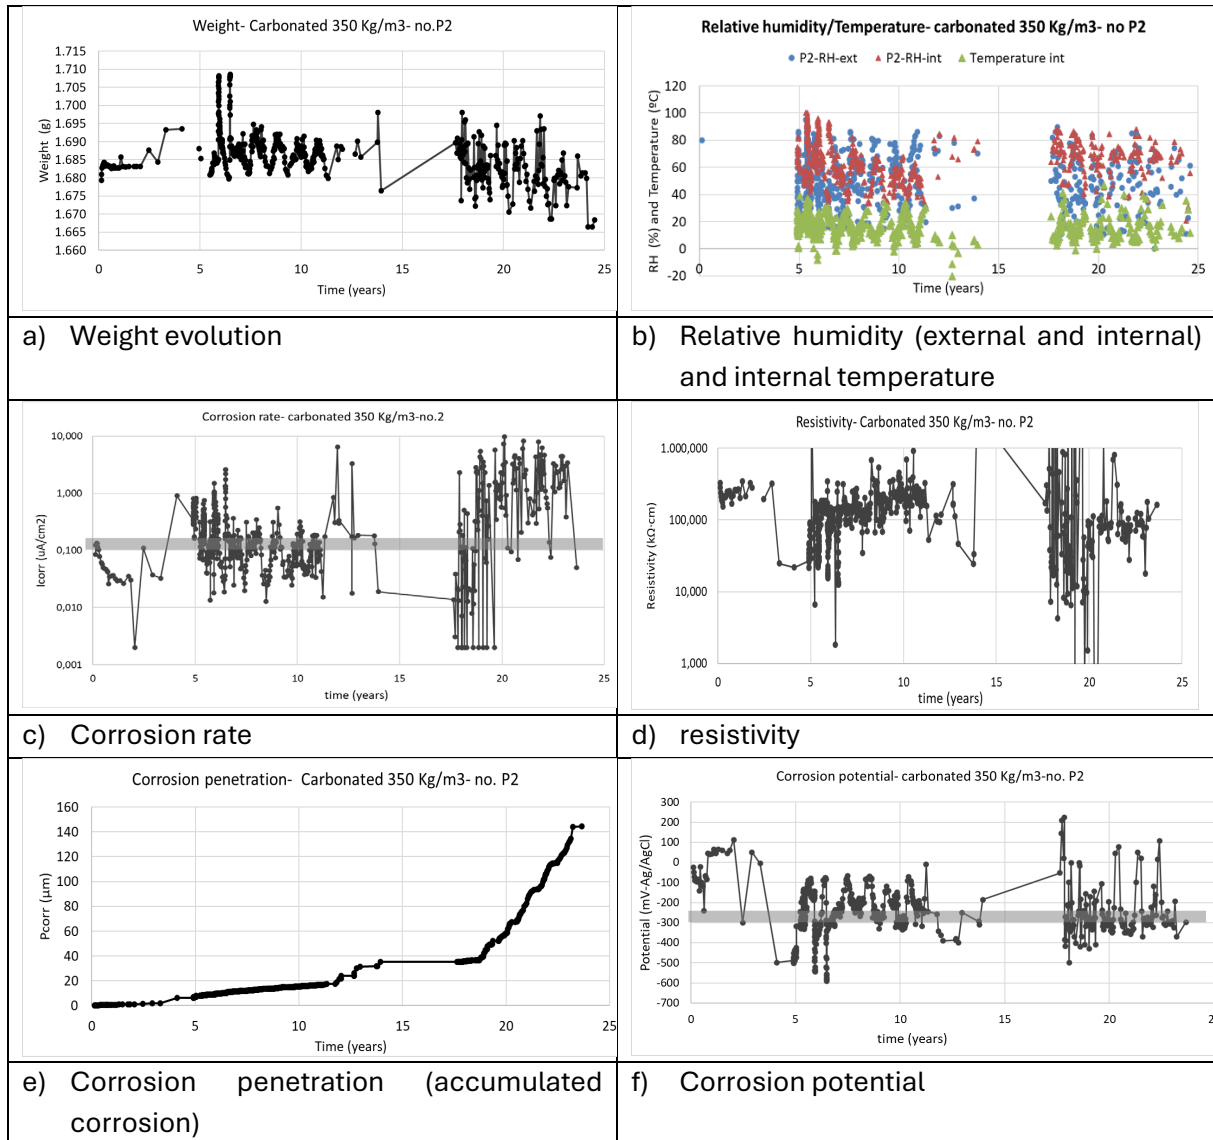 Weight- Carbonated 350 Kg/m3- no.P2
1.715
1.710
1.705
1.700
1.695
1.690
1.685
1.680
1.675
1.670
1.665
1.660
Weight (g)
0
5
10
15
20
25
Time (years)
Relative humidity/Temperature- carbonated 350 Kg/m3- no P2
P2-RH-ext
P2-RH-int
Temperature int
120
100
80
60
40
20
0
-20
RH (%) and Temperature (ºC)
0
5
10
15
20
25
Time (years)
a) Weight evolution
b) Relative humidity (external and internal)
and internal temperature
Corrosion rate- carbonated 350 Kg/m3-no.2
10,000
1.000
0,100
0,010
0,001
Icorr (uA/cm2)
0
5
10
15
20
25
time (years)
Resistivity- Carbonated 350 Kg/m3- no. P2
1.000,000
100,000
10,000
1,000
Resistivity (kΩ·cm)
0
5
10
15
20
25
time (years)
c) Corrosion rate
d) resistivity
Corrosion penetration- Carbonated 350 Kg/m3- no. P2
160
140
120
100
80
60
40
20
0
Pcorr (µm)
0
5
10
15
20
25
Time (years)
Corrosion potential- carbonated 350 Kg/m3-no. P2
300
200
100
0
-100
-200
-300
-400
-500
-600
-700
Potential (mV-Ag/AgCl)
0
5
10
15
20
25
time (years)
e) Corrosion penetration (accumulated
corrosion)
f) Corrosion potential